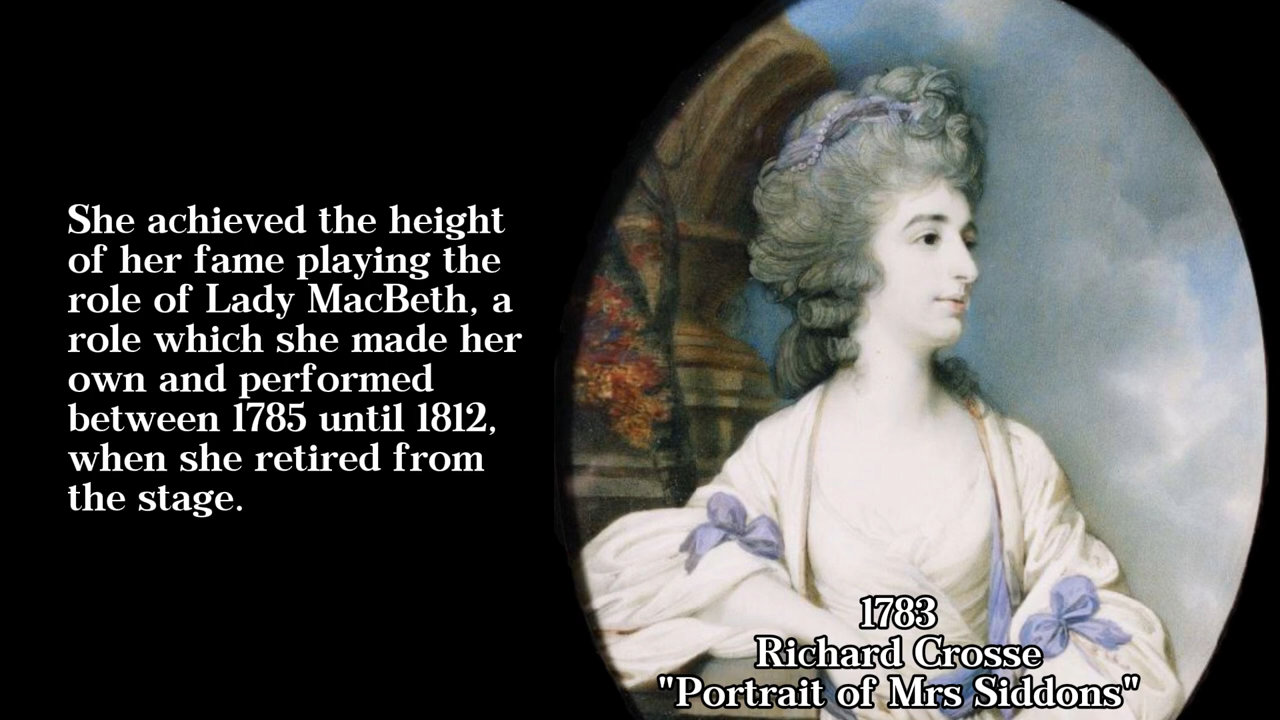 She achieved the height
of her fame playing the
role of Lady MacBeth, a
role which she made her
own and performed
between 1785 until 1812,
when she retired from
the stage.
1783
Richard Crosse
"Portrait of Mrs Siddons"